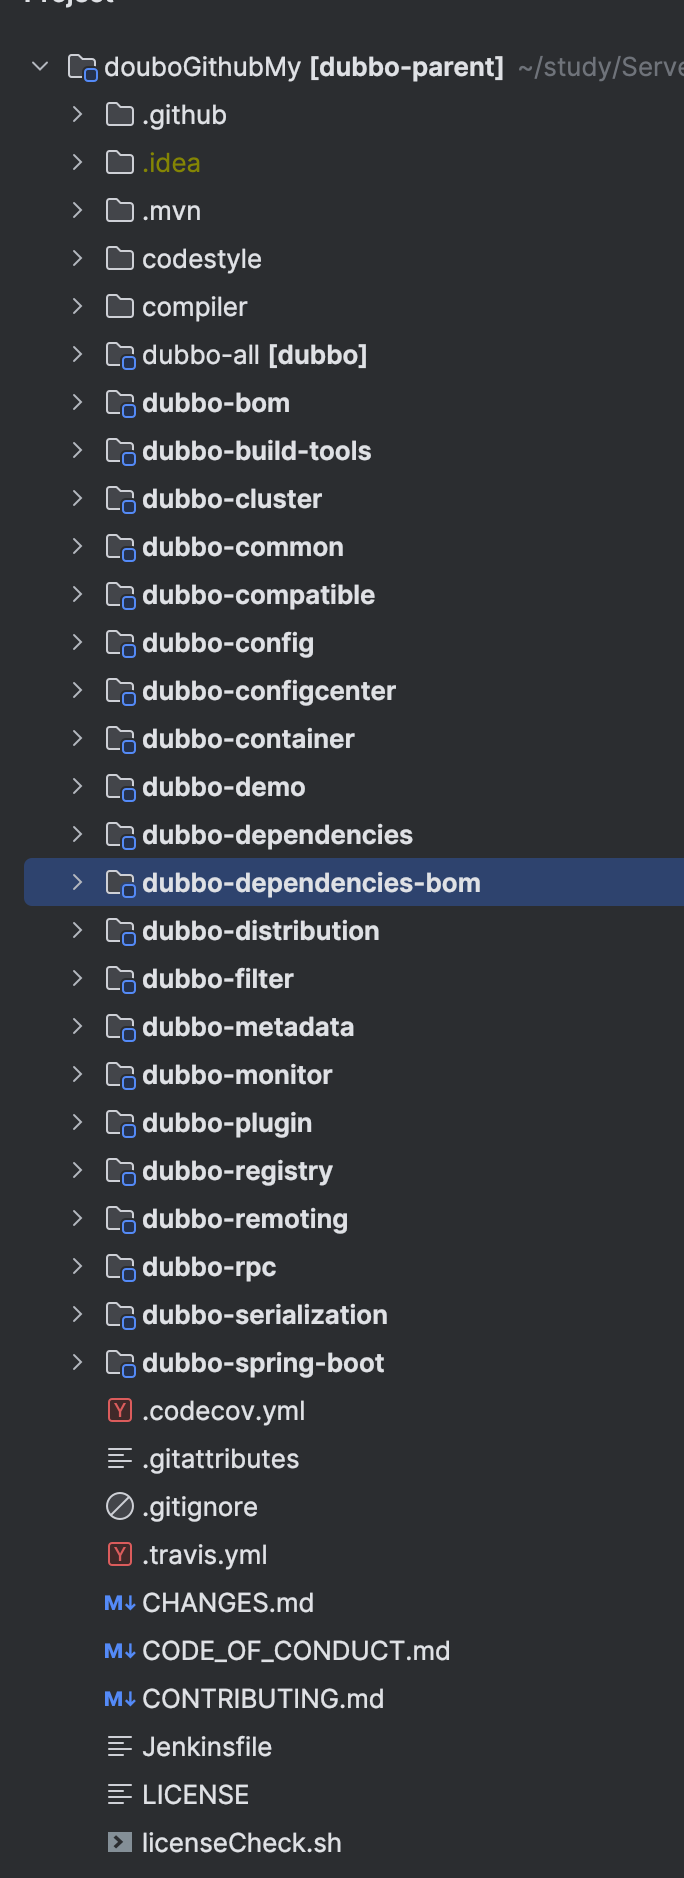 douboGithubMy [dubbo-parent] ~/study/Serve
.github
.idea
.mvn
codestyle
compiler
dubbo-all [dubbo]
dubbo-bom
dubbo-build-tools
dubbo-cluster
dubbo-common
dubbo-compatible
dubbo-config
dubbo-configcenter
dubbo-container
dubbo-demo
dubbo-dependencies
dubbo-dependencies-bom
dubbo-distribution
dubbo-filter
dubbo-metadata
dubbo-monitor
dubbo-plugin
dubbo-registry
dubbo-remoting
dubbo-rpc
dubbo-serialization
dubbo-spring-boot
Y .codecov.yml
.gitattributes
.gitignore
Y .travis.yml
M↓ CHANGES.md
M↓ CODE_OF_CONDUCT.md
M↓ CONTRIBUTING.md
Jenkinsfile
LICENSE
licenseCheck.sh